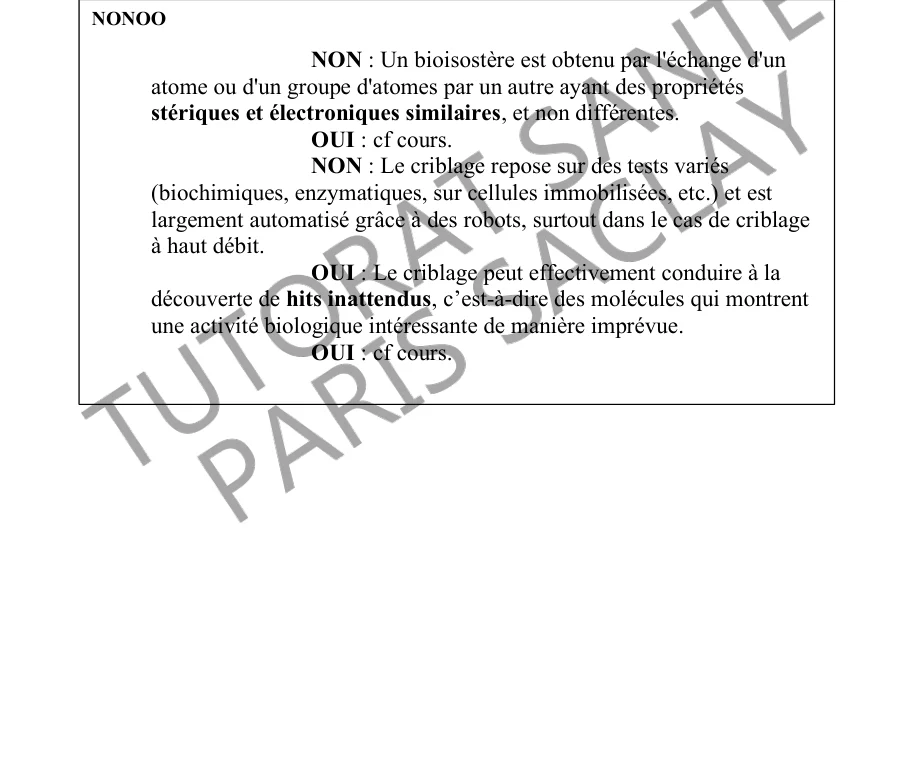 NONOO
NON : Un bioisostère est obtenu par l'échange d'un
atome ou d'un groupe d'atomes par un autre ayant des propriétés
stériques et électroniques similaires, et non différentes.
OUI : cf cours.
NON : Le criblage repose sur des tests variés
(biochimiques, enzymatiques, sur cellules immobilisées, etc.) et est
largement automatisé grâce à des robots, surtout dans le cas de criblage
à haut débit.
OUI : Le criblage peut effectivement conduire à la
découverte de hits inattendus, c’est-à-dire des molécules qui montrent
une activité biologique intéressante de manière imprévue.
OUI : cf cours.
TUTORAT SANTE
PARIS SACLAY